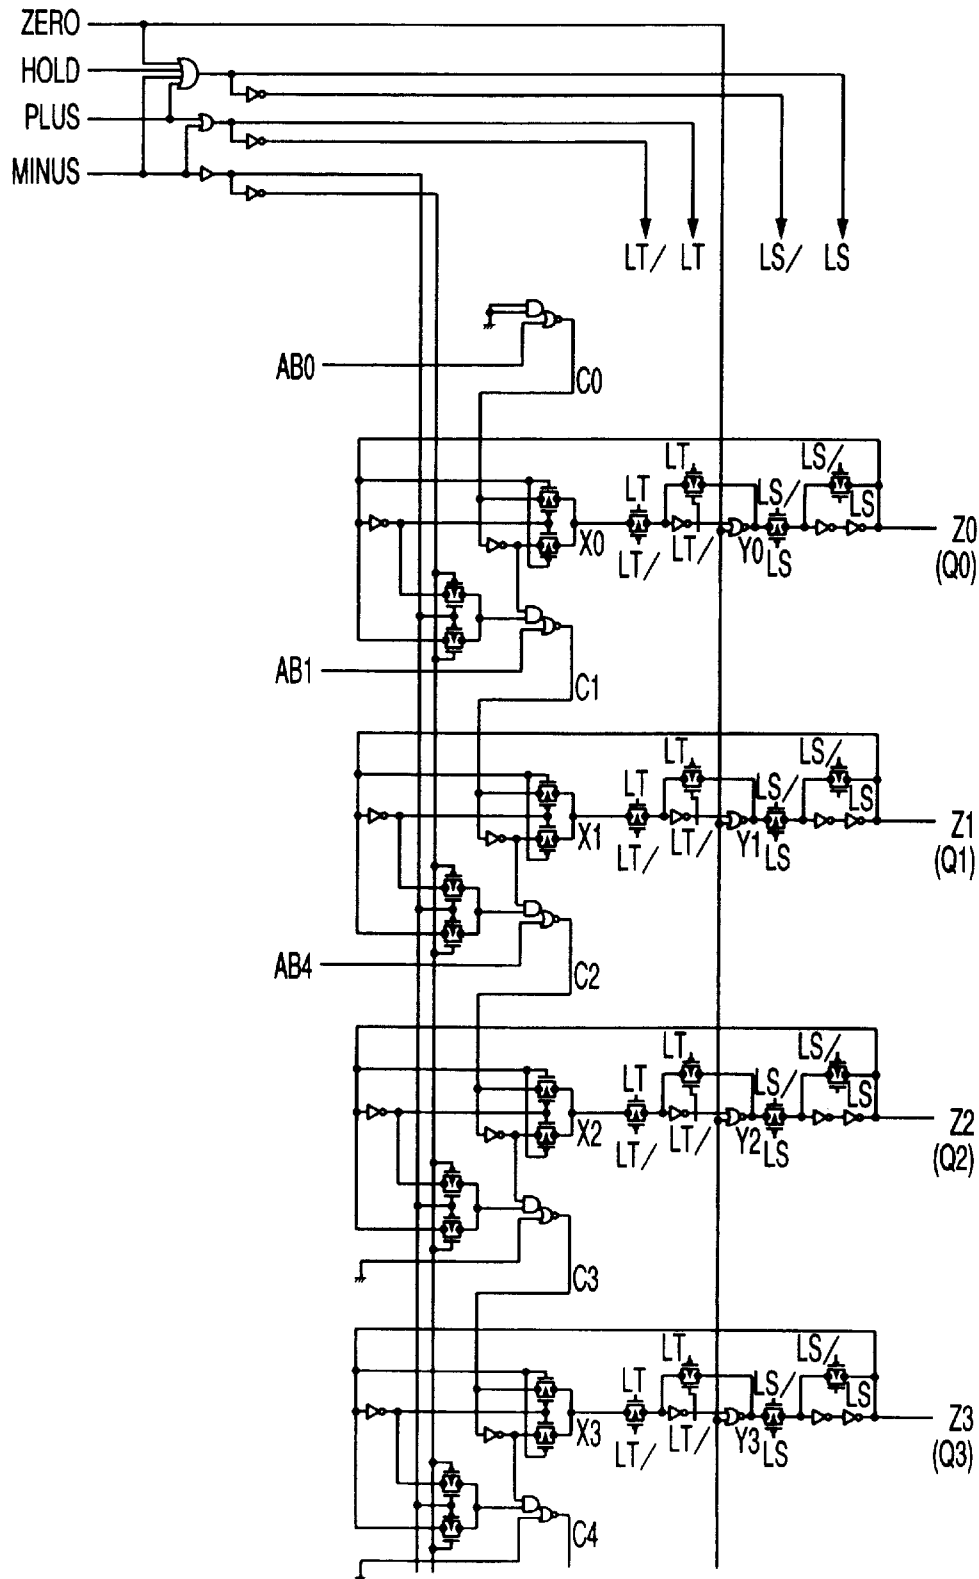 ZERO
HOLD
PLUS
MINUS
LT/ LT LS/ LS
AB0
C0
LT LS/
LT LS/ LS
X0 Y0 Z0
LT/ LT/ LS (Q0)
AB1
C1
LT LS/
LT LS/ LS
X1 Y1 Z1
LT/ LT/ LS (Q1)
AB4
C2
LT LS/
LT LS/ LS
X2 Y2 Z2
LT/ LT/ LS (Q2)
C3
LT LS/
LT LS/ LS
X3 Y3 Z3
LT/ LT/ LS (Q3)
C4